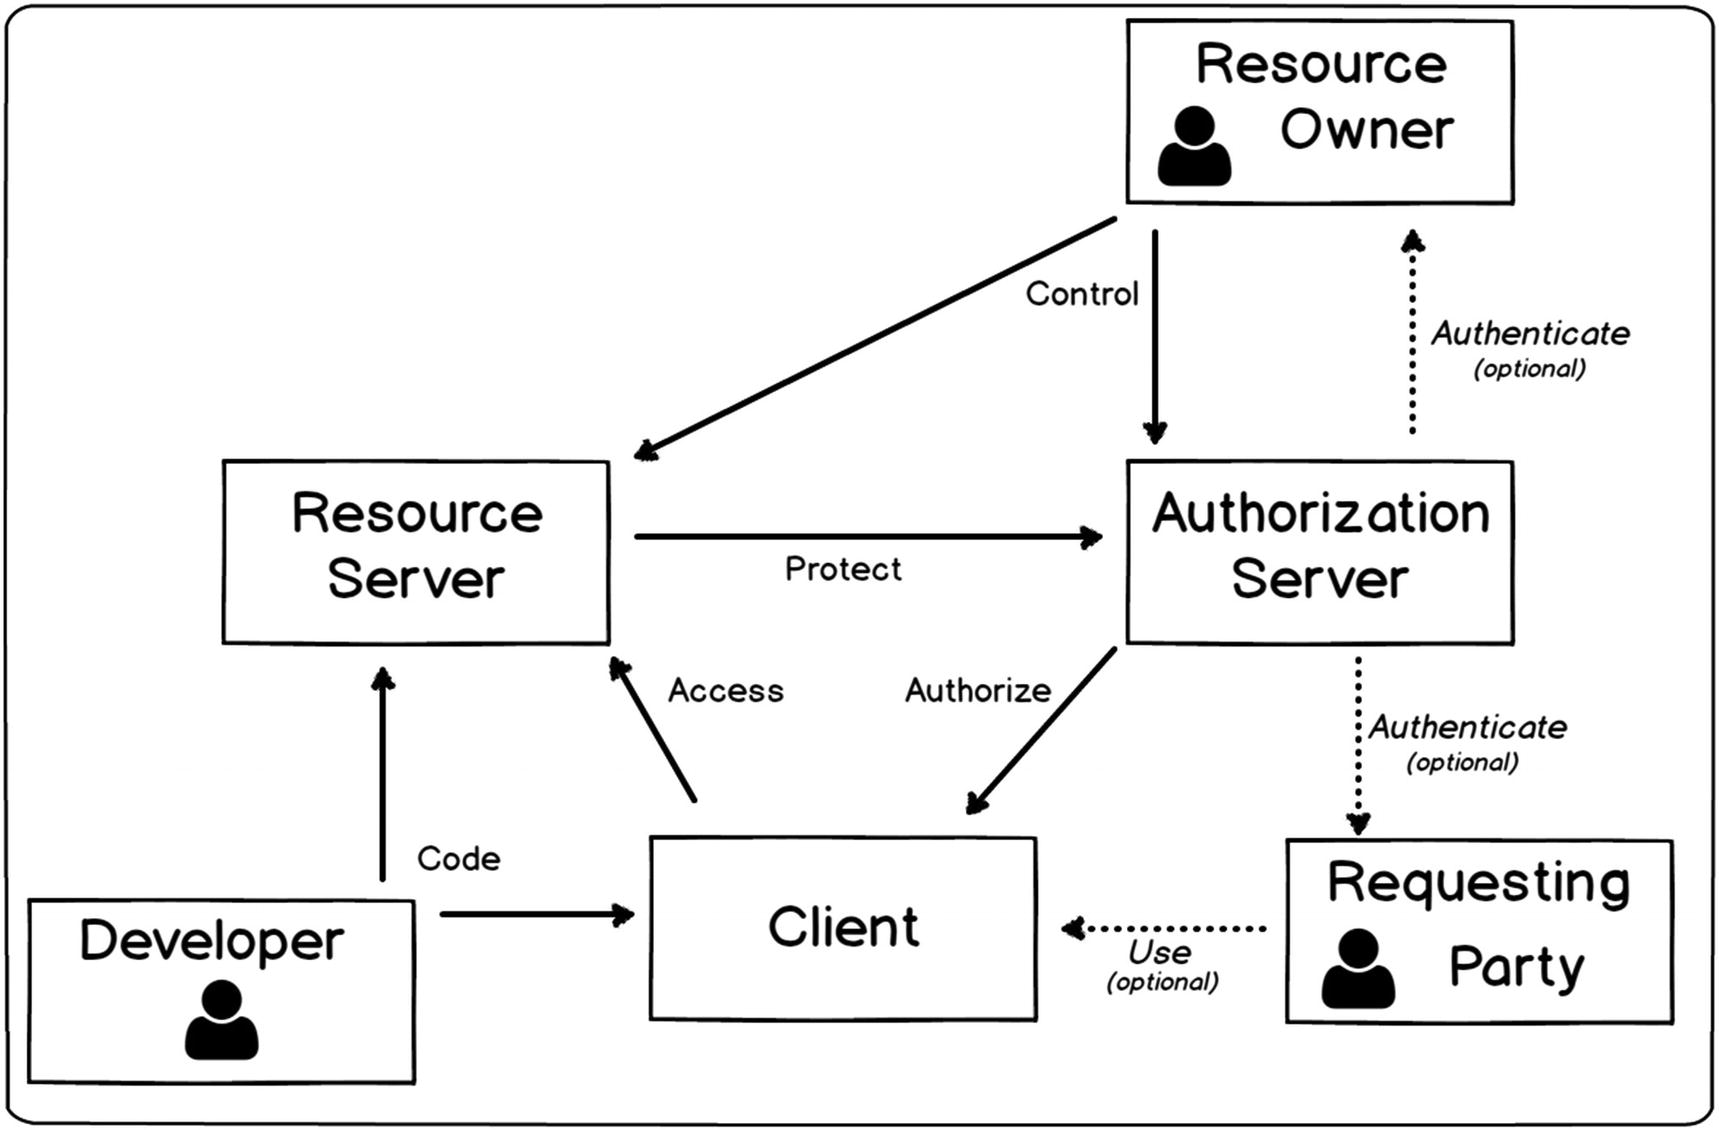 Resource
Owner
Control
Authenticate
(optional)
Resource
Server
Authorization
Server
Protect
Access
Authorize
Authenticate
(optional)
Code
Developer
Client
Use
(optional)
Requesting
Party